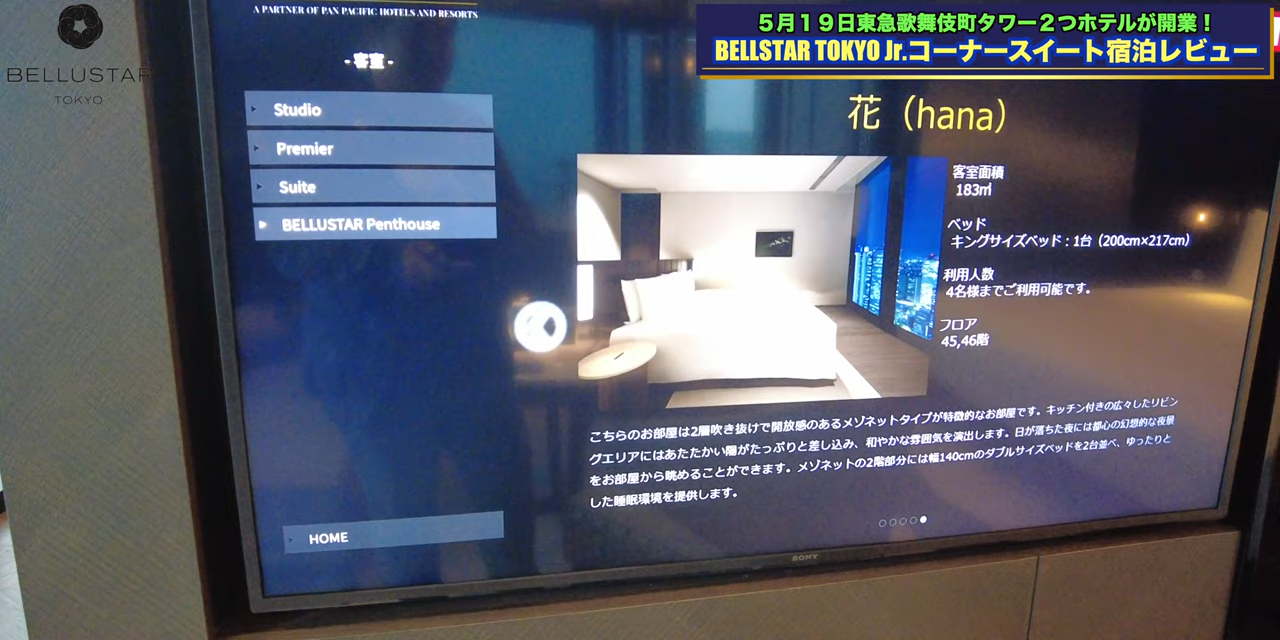 BELLUSTAR
TOKYO
A PARTNER OF PAN PACIFIC HOTELS AND RESORTS
5月19日東急歌舞伎町タワー2つホテルが開業!
BELLSTAR TOKYO Jr.コーナースイート宿泊レビュー
- 客室 -
Studio
Premier
Suite
BELLUSTAR Penthouse
HOME
花(hana)
客室面積
183㎡
ベッド
キングサイズベッド:1台(200cm×217cm)
利用人数
4名様までご利用可能です。
フロア
45,46階
こちらのお部屋は2層吹き抜けで開放感のあるメゾネットタイプが特徴的なお部屋です。キッチン付きの広々したリビン
グエリアにはあたたかい陽がたっぷりと差し込み、和やかな雰囲気を演出します。日が落ちた夜には都心の幻想的な夜景
をお部屋から眺めることができます。メゾネットの2階部分には幅140cmのダブルサイズベッドを2台並べ、ゆったりと
した睡眠環境を提供します。
SONY